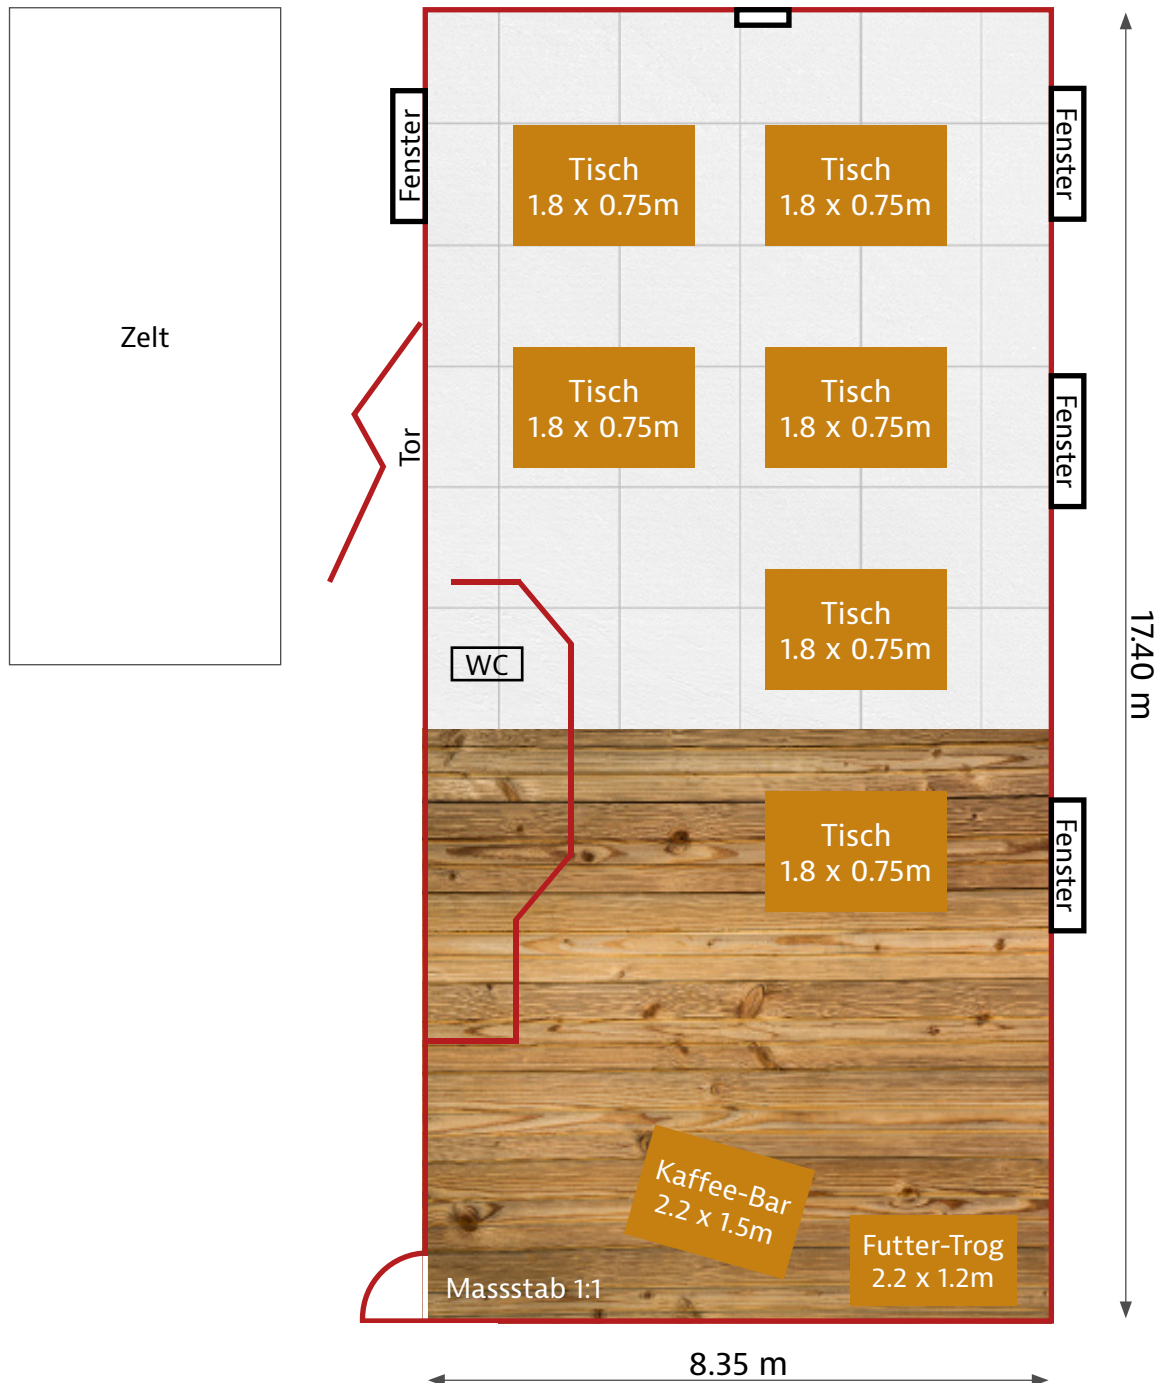 Fenster
Fenster
Tisch
1.8 x 0.75m
Tisch
1.8 x 0.75m
Zelt
Tor
Tisch
1.8 x 0.75m
Tisch
1.8 x 0.75m
Fenster
Tisch
1.8 x 0.75m
WC
17.40 m
Tisch
1.8 x 0.75m
Fenster
Kaffee-Bar
2.2 x 1.5m
Futter-Trog
2.2 x 1.2m
Massstab 1:1
8.35 m